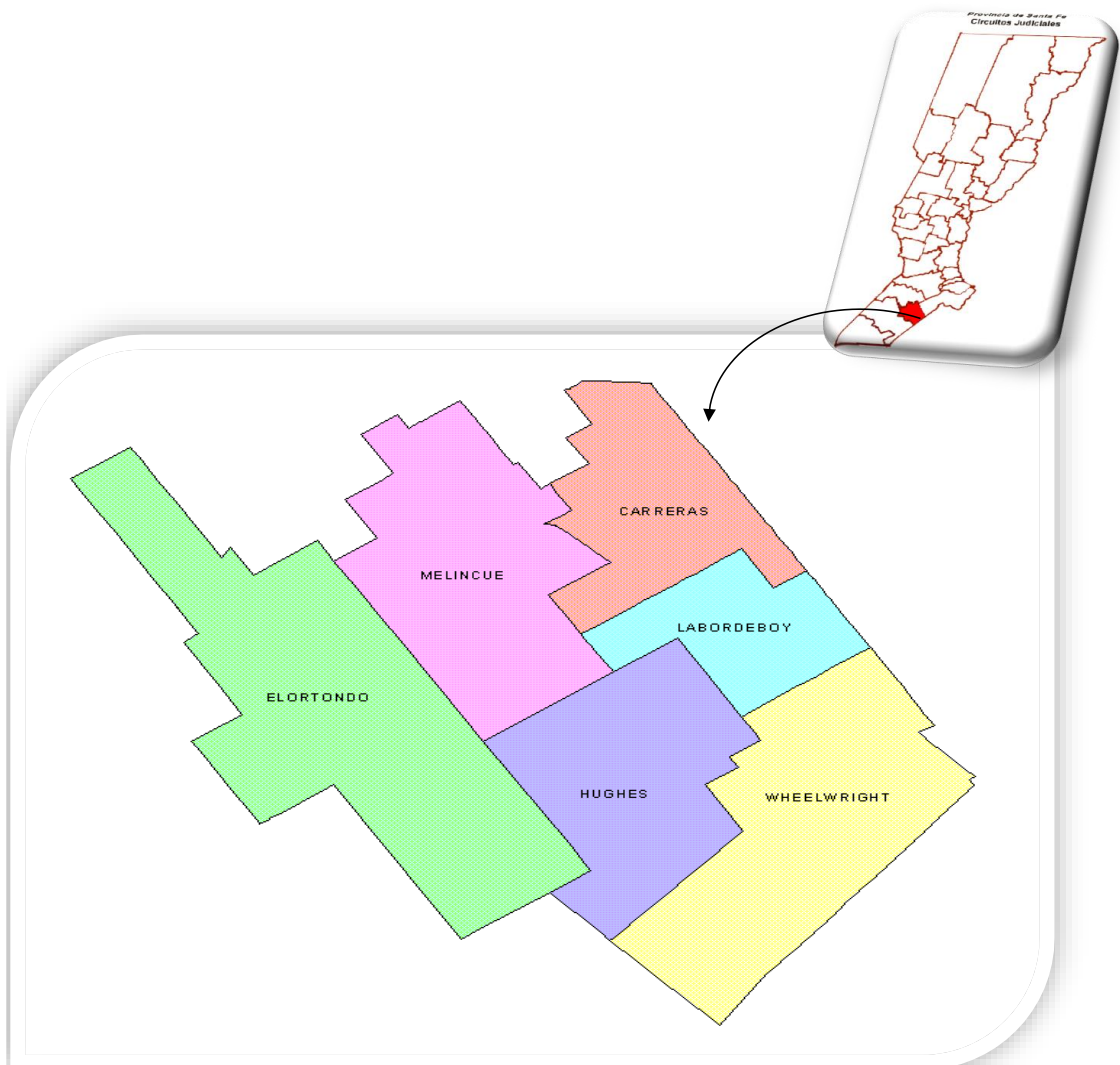 Provincia de Santa Fe
Circuitos Judiciales
CARRERAS
MELINCUE
LABORDEBOY
ELORTONDO
HUGHES
WHEELWRIGHT